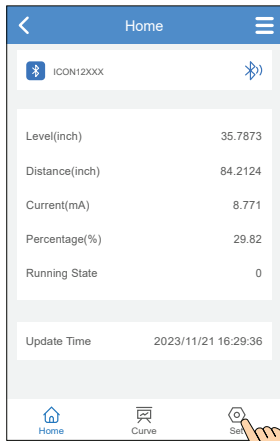 Home
ICON12XXX
Level(inch) 35.7873
Distance(inch) 84.2124
Current(mA) 8.771
Percentage(%) 29.82
Running State 0
Update Time 2023/11/21 16:29:36
Home Curve Set